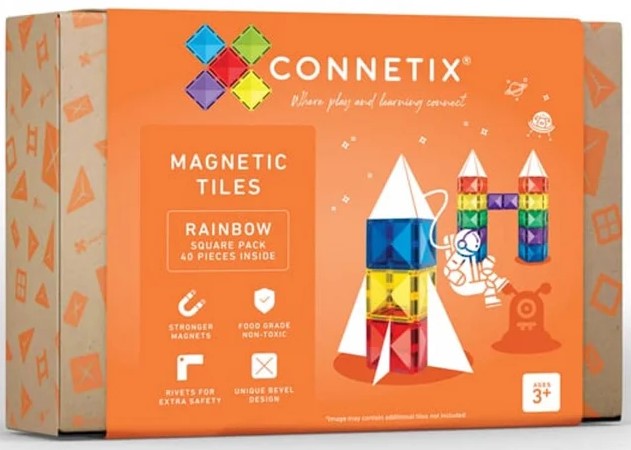 CONNETIX®
Where play and learning connect
MAGNETIC
TILES
RAINBOW
SQUARE PACK
40 PIECES INSIDE
STRONGER
MAGNETS
FOOD GRADE
NON-TOXIC
RIVETS FOR
EXTRA SAFETY
UNIQUE BEVEL
DESIGN
AGES
3+
*Image may contain additional tiles not included